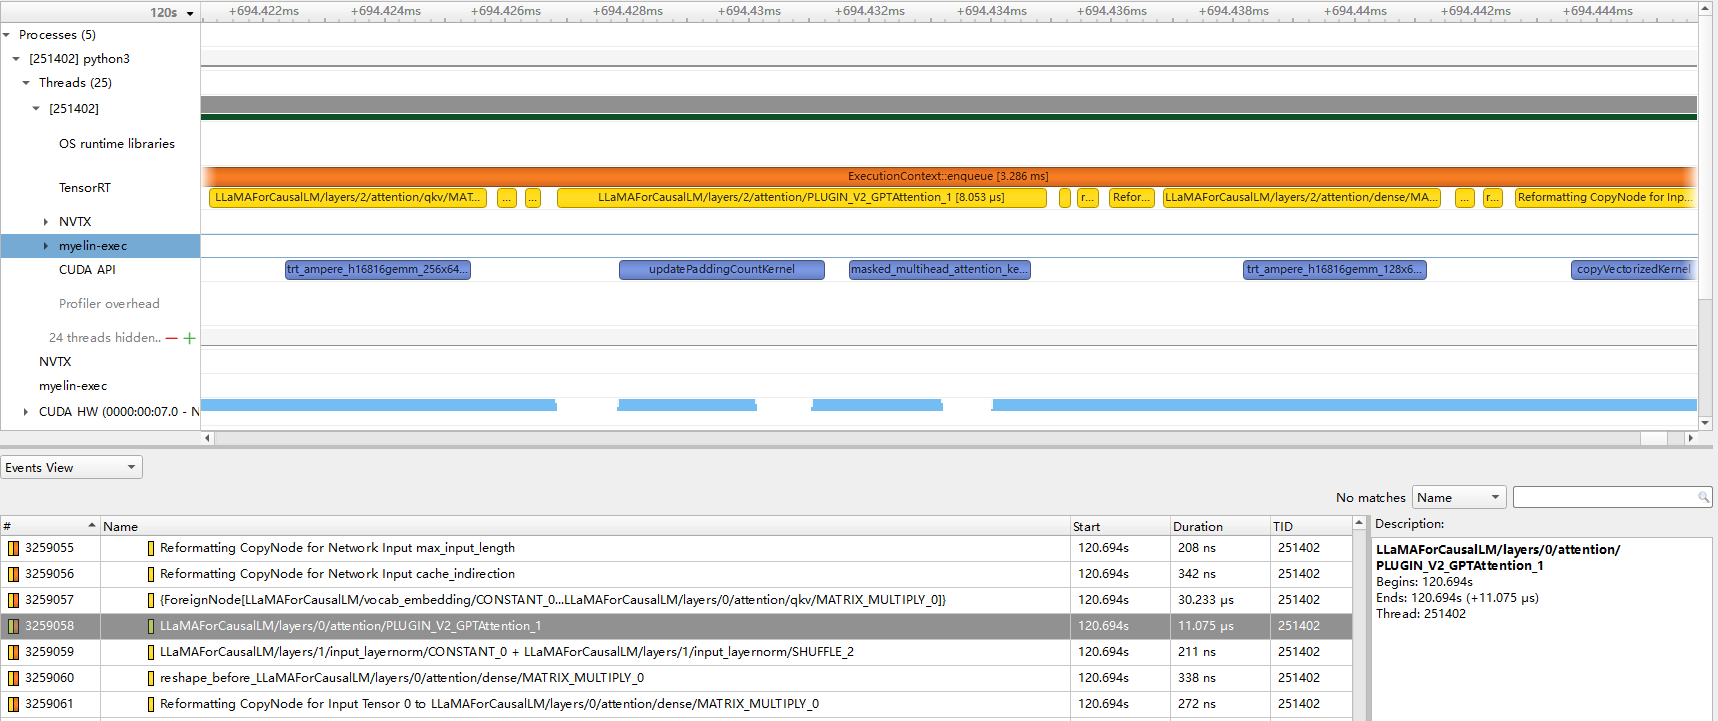 120s +694.422ms +694.424ms +694.426ms +694.428ms +694.43ms +694.432ms +694.434ms +694.436ms +694.438ms +694.44ms +694.442ms +694.444ms
Processes (5)
[251402] python3
Threads (25)
[251402]
OS runtime libraries
ExecutionContext::enqueue [3.286 ms]
TensorRT
LLaMAForCausalLM/layers/2/attention/qkv/MAT... ... ... LLaMAForCausalLM/layers/2/attention/PLUGIN_V2_GPTAttention_1 [8.053 µs] r... Refor... LLaMAForCausalLM/layers/2/attention/dense/MA... ... r... Reformatting CopyNode for Inp...
NVTX
myelin-exec
CUDA API trt_ampere_h16816gemm_256x64... updatePaddingCountKernel masked_multihead_attention_ke... trt_ampere_h16816gemm_128x6... copyVectorizedKernel
Profiler overhead
24 threads hidden..
NVTX
myelin-exec
CUDA HW (0000:00:07.0 - N
Events View
No matches Name
# Name Start Duration TID Description:
3259055 Reformatting CopyNode for Network Input max_input_length 120.694s 208 ns 251402
3259056 Reformatting CopyNode for Network Input cache_indirection 120.694s 342 ns 251402
3259057 {ForeignNode[LLaMAForCausalLM/vocab_embedding/CONSTANT_0...LLaMAForCausalLM/layers/0/attention/qkv/MATRIX_MULTIPLY_0]} 120.694s 30.233 µs 251402
3259058 LLaMAForCausalLM/layers/0/attention/PLUGIN_V2_GPTAttention_1 120.694s 11.075 µs 251402
3259059 LLaMAForCausalLM/layers/1/input_layernorm/CONSTANT_0 + LLaMAForCausalLM/layers/1/input_layernorm/SHUFFLE_2 120.694s 211 ns 251402
3259060 reshape_before_LLaMAForCausalLM/layers/0/attention/dense/MATRIX_MULTIPLY_0 120.694s 338 ns 251402
3259061 Reformatting CopyNode for Input Tensor 0 to LLaMAForCausalLM/layers/0/attention/dense/MATRIX_MULTIPLY_0 120.694s 272 ns 251402
LLaMAForCausalLM/layers/0/attention/
PLUGIN_V2_GPTAttention_1
Begins: 120.694s
Ends: 120.694s (+11.075 µs)
Thread: 251402